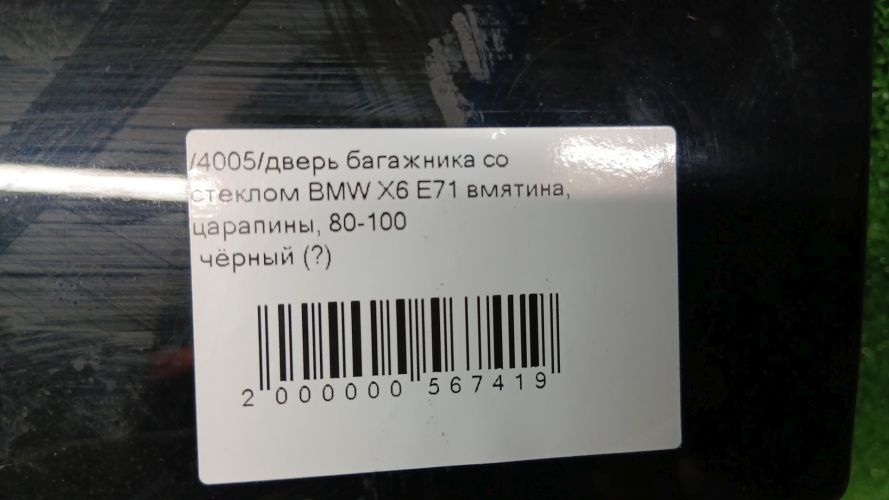 /4005/дверь багажника со
стеклом BMW X6 E71 вмятина,
царапины, 80-100
чёрный (?)
2 000000 567419